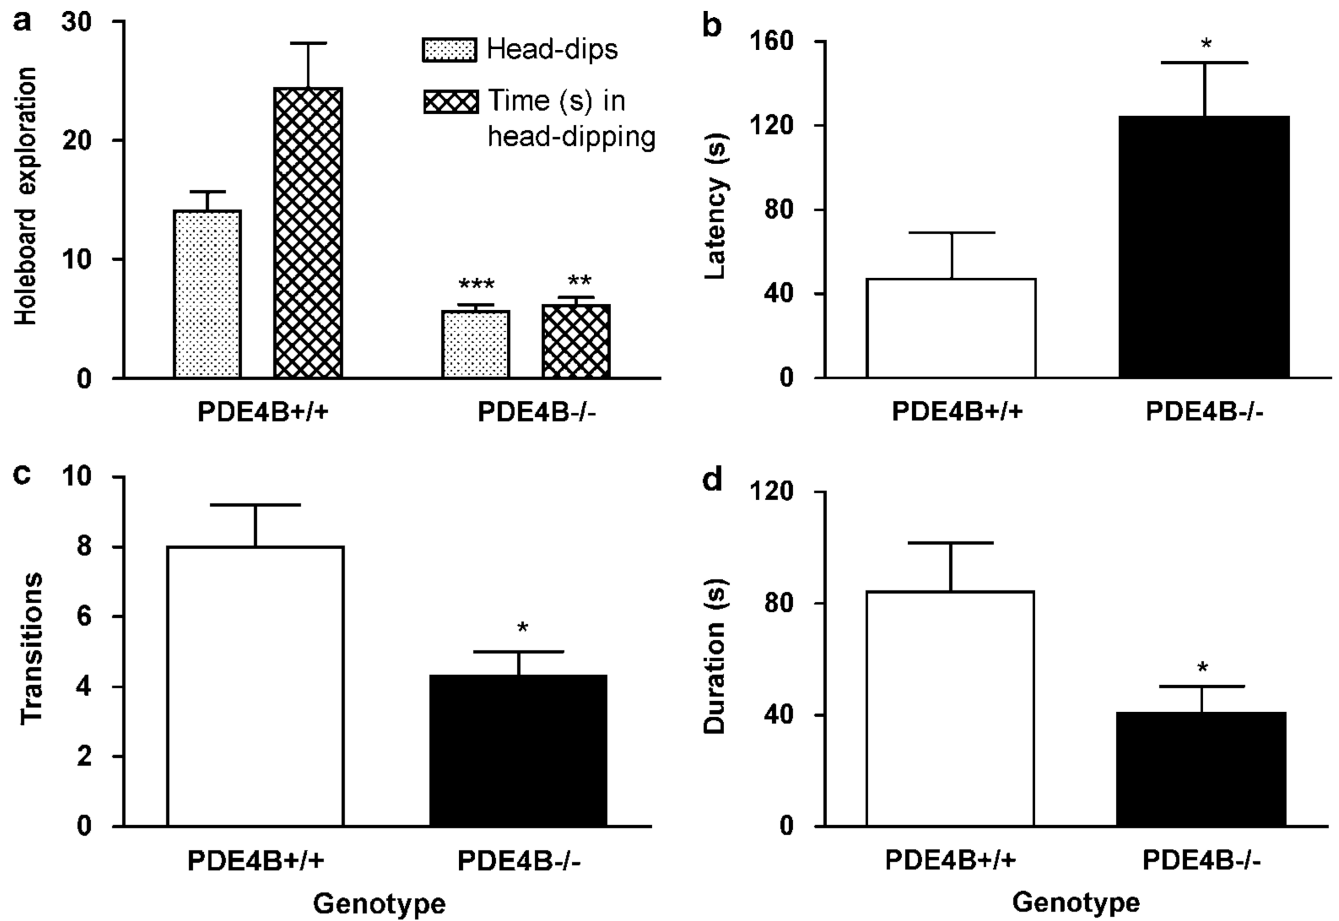 a
30
20
10
0
Holeboard exploration
Head-dips
Time (s) in
head-dipping
***
**
PDE4B+/+
PDE4B-/-
b
160
120
80
40
0
Latency (s)
*
PDE4B+/+
PDE4B-/-
c
10
8
6
4
2
0
Transitions
*
PDE4B+/+
PDE4B-/-
Genotype
d
120
80
40
0
Duration (s)
*
PDE4B+/+
PDE4B-/-
Genotype